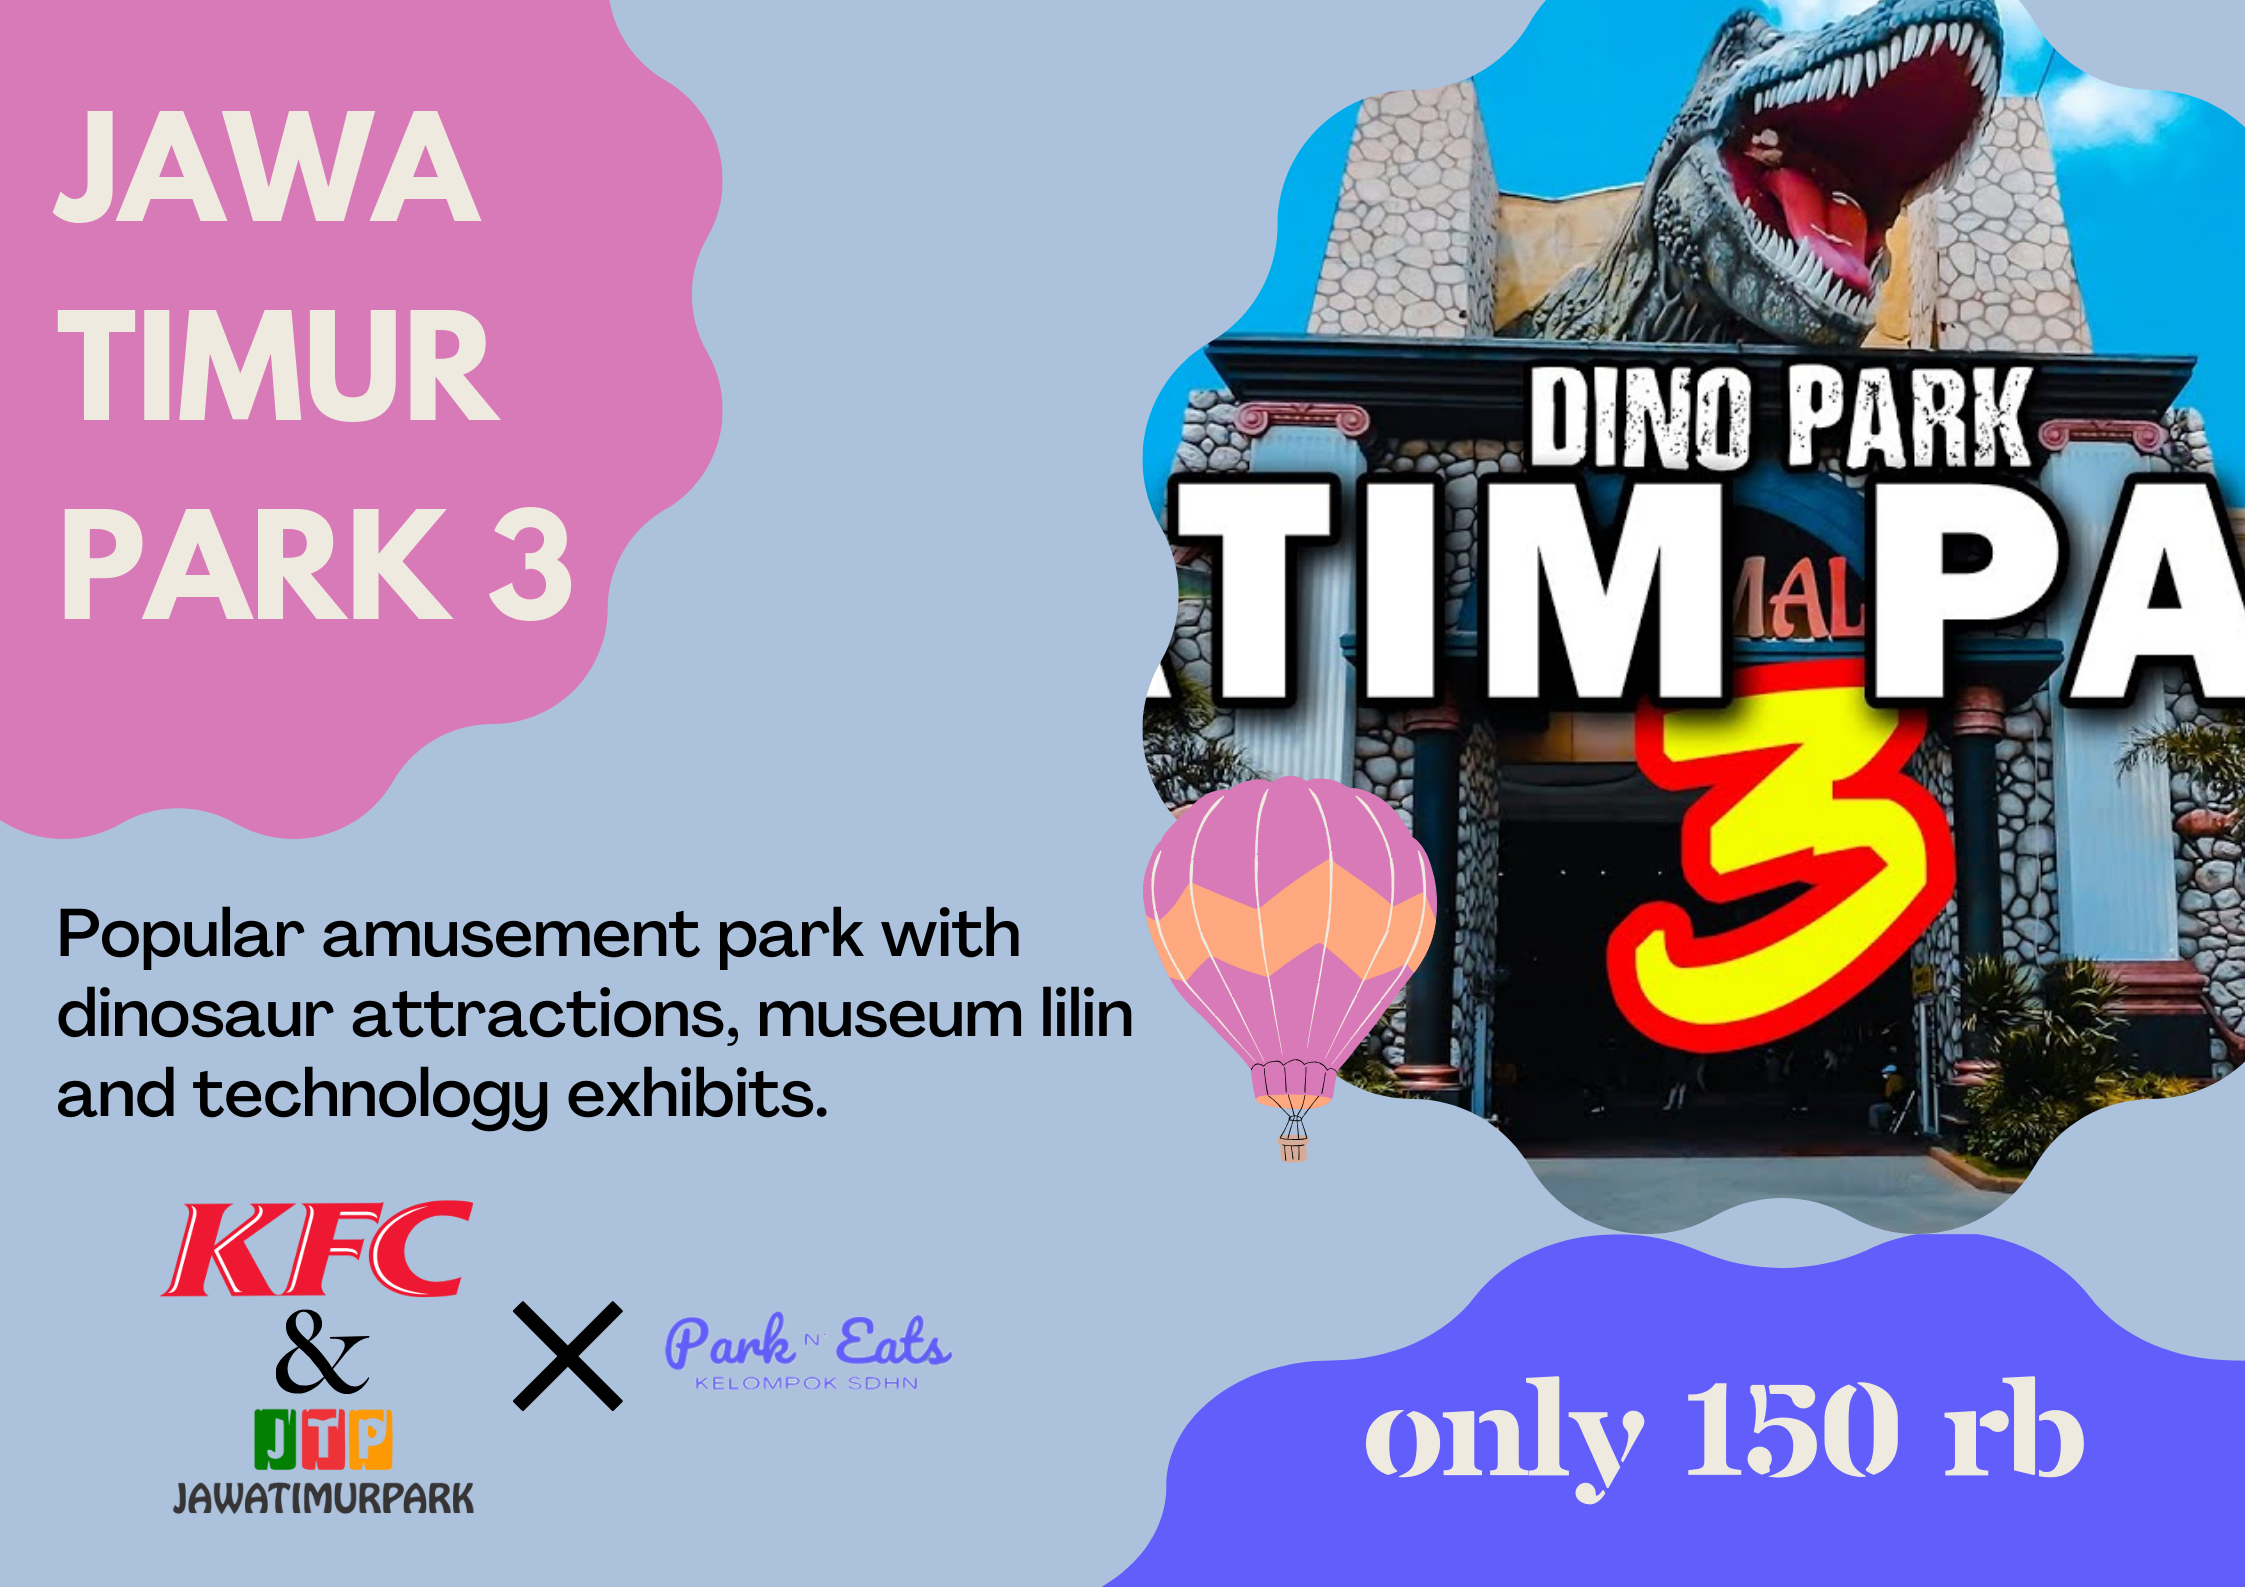 JAWA
TIMUR
PARK 3
DINO PARK
TIM PA
MAL
3
Popular amusement park with
dinosaur attractions, museum lilin
and technology exhibits.
KFC
&
JTP
JAWATIMURPARK
Park N' Eats
KELOMPOK SDHN
only 150 rb